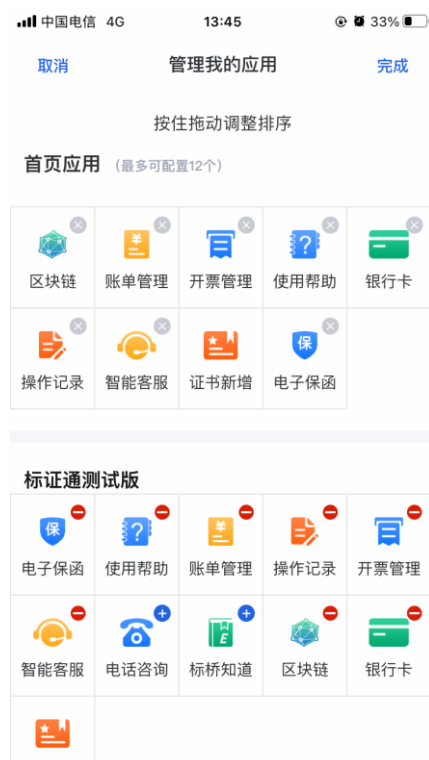 中国电信 4G 13:45 33%
取消 管理我的应用 完成
按住拖动调整排序
首页应用 (最多可配置12个)
区块链 账单管理 开票管理 使用帮助 银行卡
保
操作记录 智能客服 证书新增 电子保函
标证通测试版
保
电子保函 使用帮助 账单管理 操作记录 开票管理
智能客服 电话咨询 标桥知道 区块链 银行卡